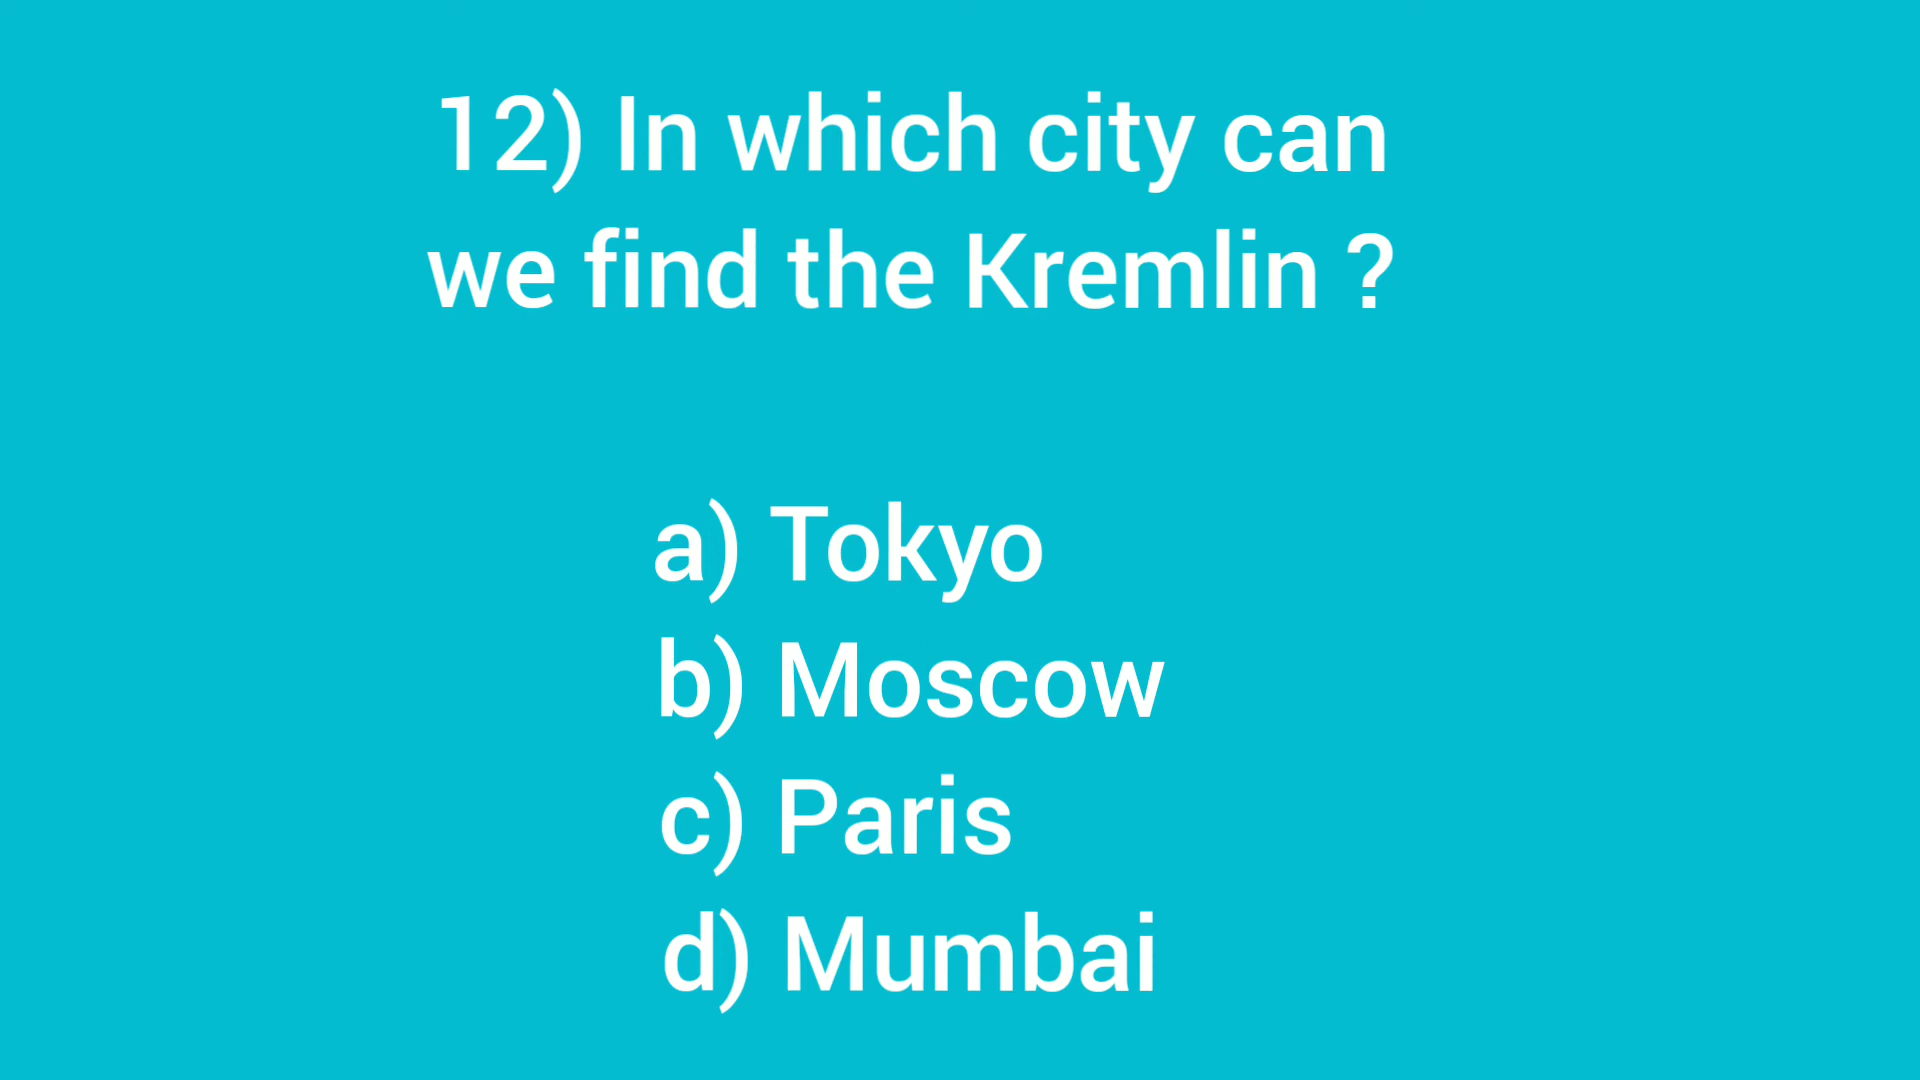 12) In which city can
we find the Kremlin ?
a) Tokyo
b) Moscow
c) Paris
d) Mumbai